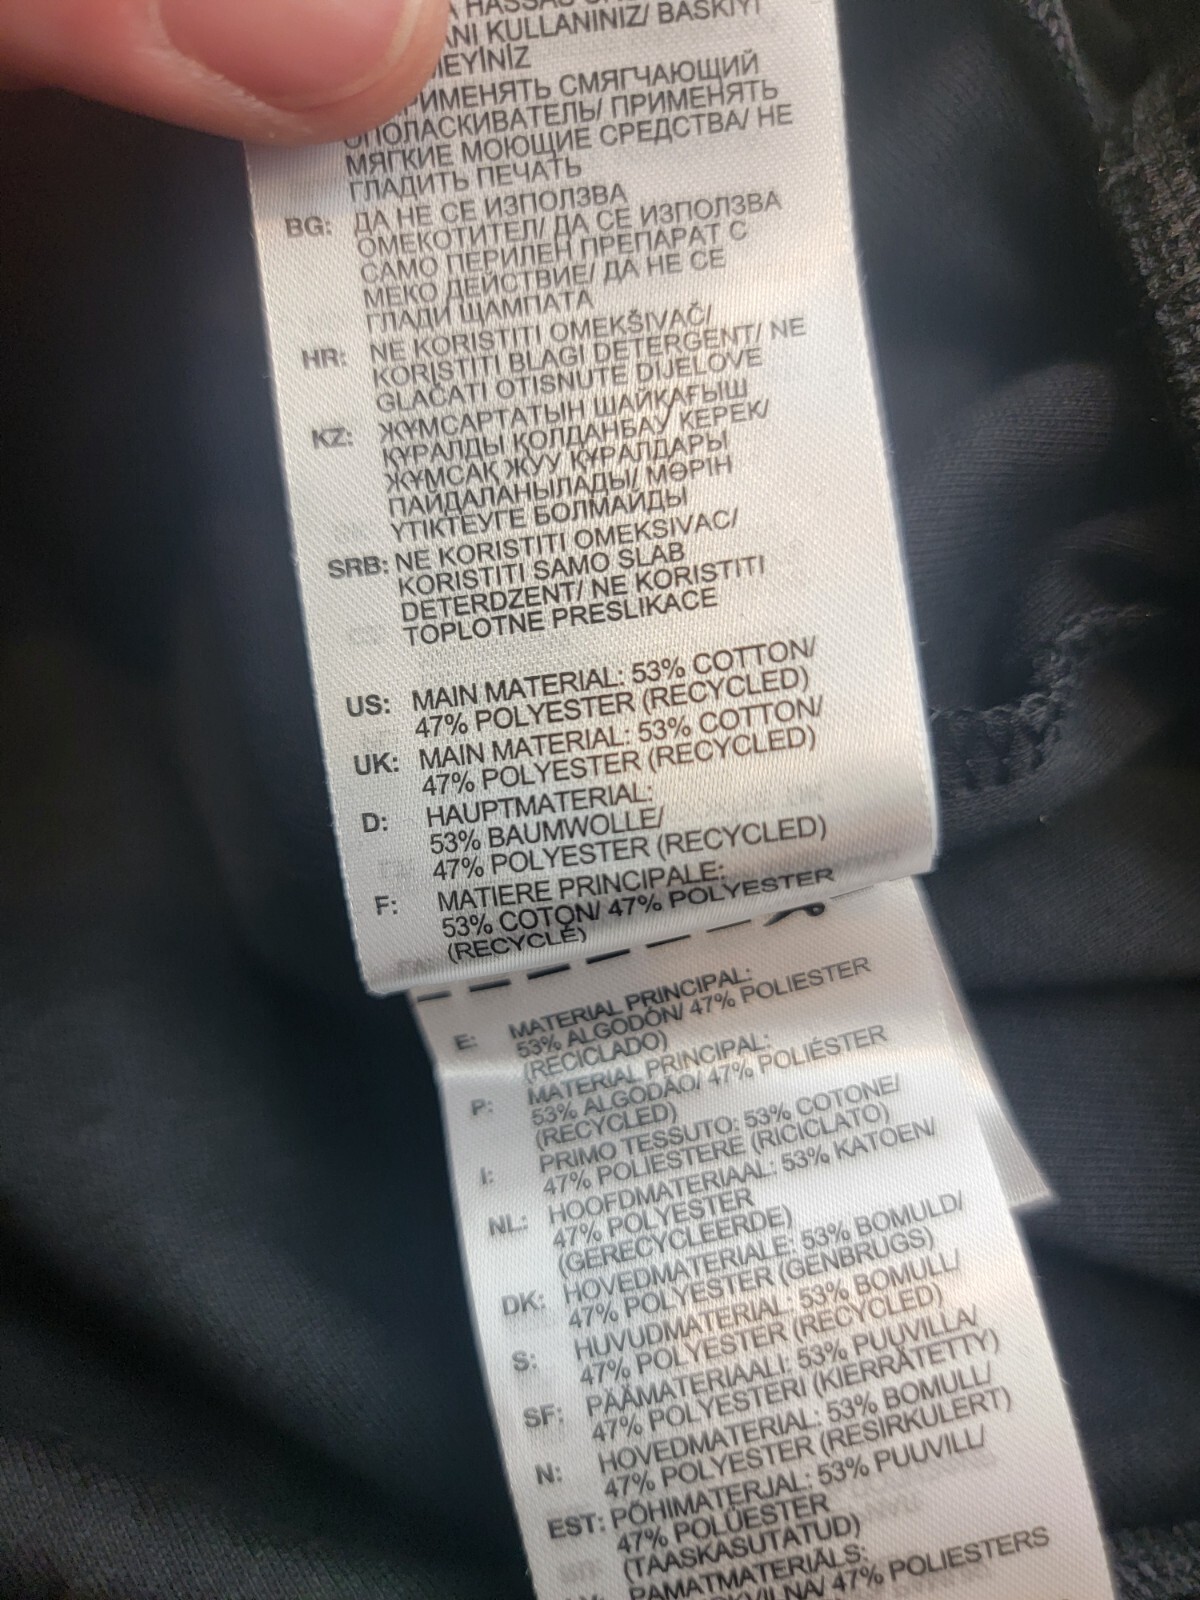 KULLANINIZ/ BASKIYI
СМЯГЧАЮЩИЙ
ОПОЛАСКИВАТЕЛЬ/ ПРИМЕНЯТЬ
МЯГКИЕ МОЮЩИЕ СРЕДСТВА/ НЕ
ГЛАДИТЬ ПЕЧАТЬ
BG: ДА НЕ СЕ ИЗПОЛЗВА
ОМЕКОТИТЕЛ/ ДА СЕ ИЗПОЛЗВА
САМО ПЕРИЛЕН ПРЕПАРАТ С
МЕКО ДЕЙСТВИЕ/ ДА НЕ СЕ
ГЛАДИ ЩАМПАТА
HR: NE KORISTITI OMEKŠIVAČ/
KORISTITI BLAGI DETERGENT/ NE
GLAČATI OTISNUTE DIJELOVE
KZ: ЖҰМСАРТАТЫН ШАЙҚАҒЫШ
ҚҰРАЛДЫ ҚОЛДАНБАУ КЕРЕК/
ЖҰМСАҚ ЖУУ ҚҰРАЛДАРЫ
ПАЙДАЛАНЫЛАДЫ/ МӨРІН
ҮТІКТЕУГЕ БОЛМАЙДЫ
SRB: NE KORISTITI OMEKSIVAC/
KORISTITI SAMO SLAB
DETERDZENT/ NE KORISTITI
TOPLOTNE PRESLIKACE
US: MAIN MATERIAL: 53% COTTON/
47% POLYESTER (RECYCLED)
UK: MAIN MATERIAL: 53% COTTON/
47% POLYESTER (RECYCLED)
D: HAUPTMATERIAL:
53% BAUMWOLLE/
47% POLYESTER (RECYCLED)
F: MATIERE PRINCIPALE:
53% COTON/ 47% POLYESTER
(RECYCLÉ)
E: MATERIAL PRINCIPAL:
53% ALGODÓN/ 47% POLIESTER
(RECICLADO)
P: MATERIAL PRINCIPAL:
53% ALGODÃO/ 47% POLIÉSTER
(RECYCLED)
I: PRIMO TESSUTO: 53% COTONE/
47% POLIESTERE (RICICLATO)
NL: HOOFDMATERIAAL: 53% KATOEN/
47% POLYESTER
(GERECYCLEERDE)
DK: HOVEDMATERIALE: 53% BOMULD/
47% POLYESTER (GENBRUGS)
S: HUVUDMATERIAL: 53% BOMULL/
47% POLYESTER (RECYCLED)
SF: PÄÄMATERIAALI: 53% PUUVILLA/
47% POLYESTERI (KIERRÄTETTY)
N: HOVEDMATERIAL: 53% BOMULL/
47% POLYESTER (RESIRKULERT)
EST: PÕHIMATERJAL: 53% PUUVILL/
47% POLÜESTER
(TAASKASUTATUD)
PAMATMATERIĀLS:
47% POLIESTERS